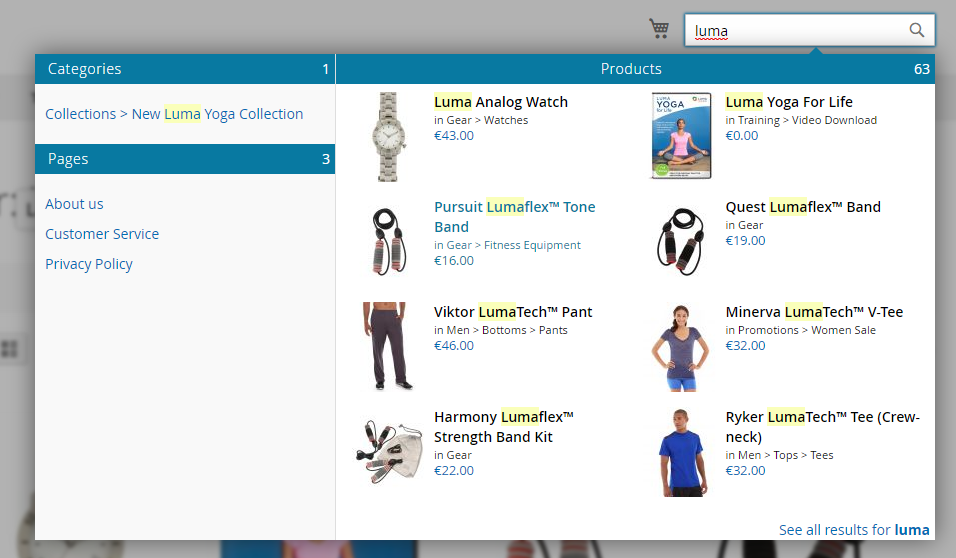 luma
Categories 1
Collections > New Luma Yoga Collection
Pages 3
About us
Customer Service
Privacy Policy
Products 63
Luma Analog Watch
in Gear > Watches
€43.00
LUMA
YOGA
for Life
Luma Yoga For Life
in Training > Video Download
€0.00
Pursuit Lumaflex™ Tone
Band
in Gear > Fitness Equipment
€16.00
Quest Lumaflex™ Band
in Gear
€19.00
Viktor LumaTech™ Pant
in Men > Bottoms > Pants
€46.00
Minerva LumaTech™ V-Tee
in Promotions > Women Sale
€32.00
Harmony Lumaflex™
Strength Band Kit
in Gear
€22.00
Ryker LumaTech™ Tee (Crew-
neck)
in Men > Tops > Tees
€32.00
See all results for luma